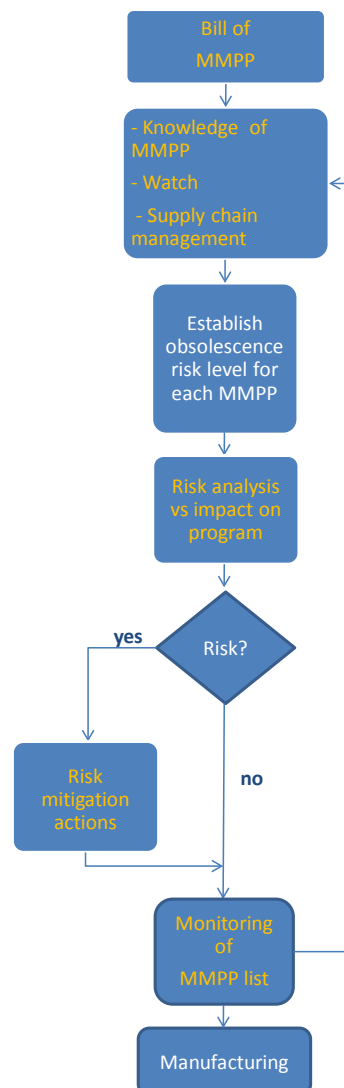 Bill of
MMPP
- Knowledge of
MMPP
- Watch
- Supply chain
management
Establish
obsolescence
risk level for
each MMPP
Risk analysis
vs impact on
program
Risk?
yes
no
Risk
mitigation
actions
Monitoring
of
MMPP list
Manufacturing